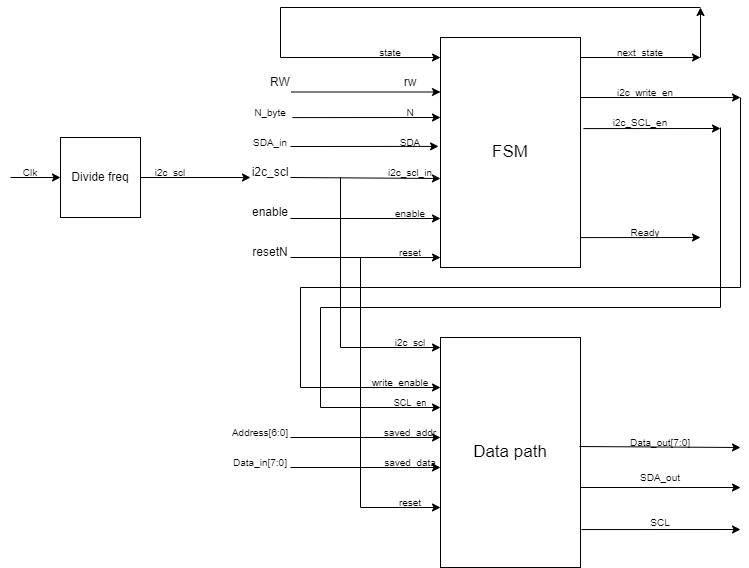 state
next_state
RW
rw
i2c_write_en
N_byte
N
i2c_SCL_en
SDA_in
SDA
FSM
Clk
Divide freq
i2c_scl
i2c_scl
i2c_scl_in
enable
enable
Ready
resetN
reset
i2c_scl
write_enable
SCL_en
Address[6:0]
saved_addr
Data_out[7:0]
Data path
Data_in[7:0]
saved_data
SDA_out
reset
SCL